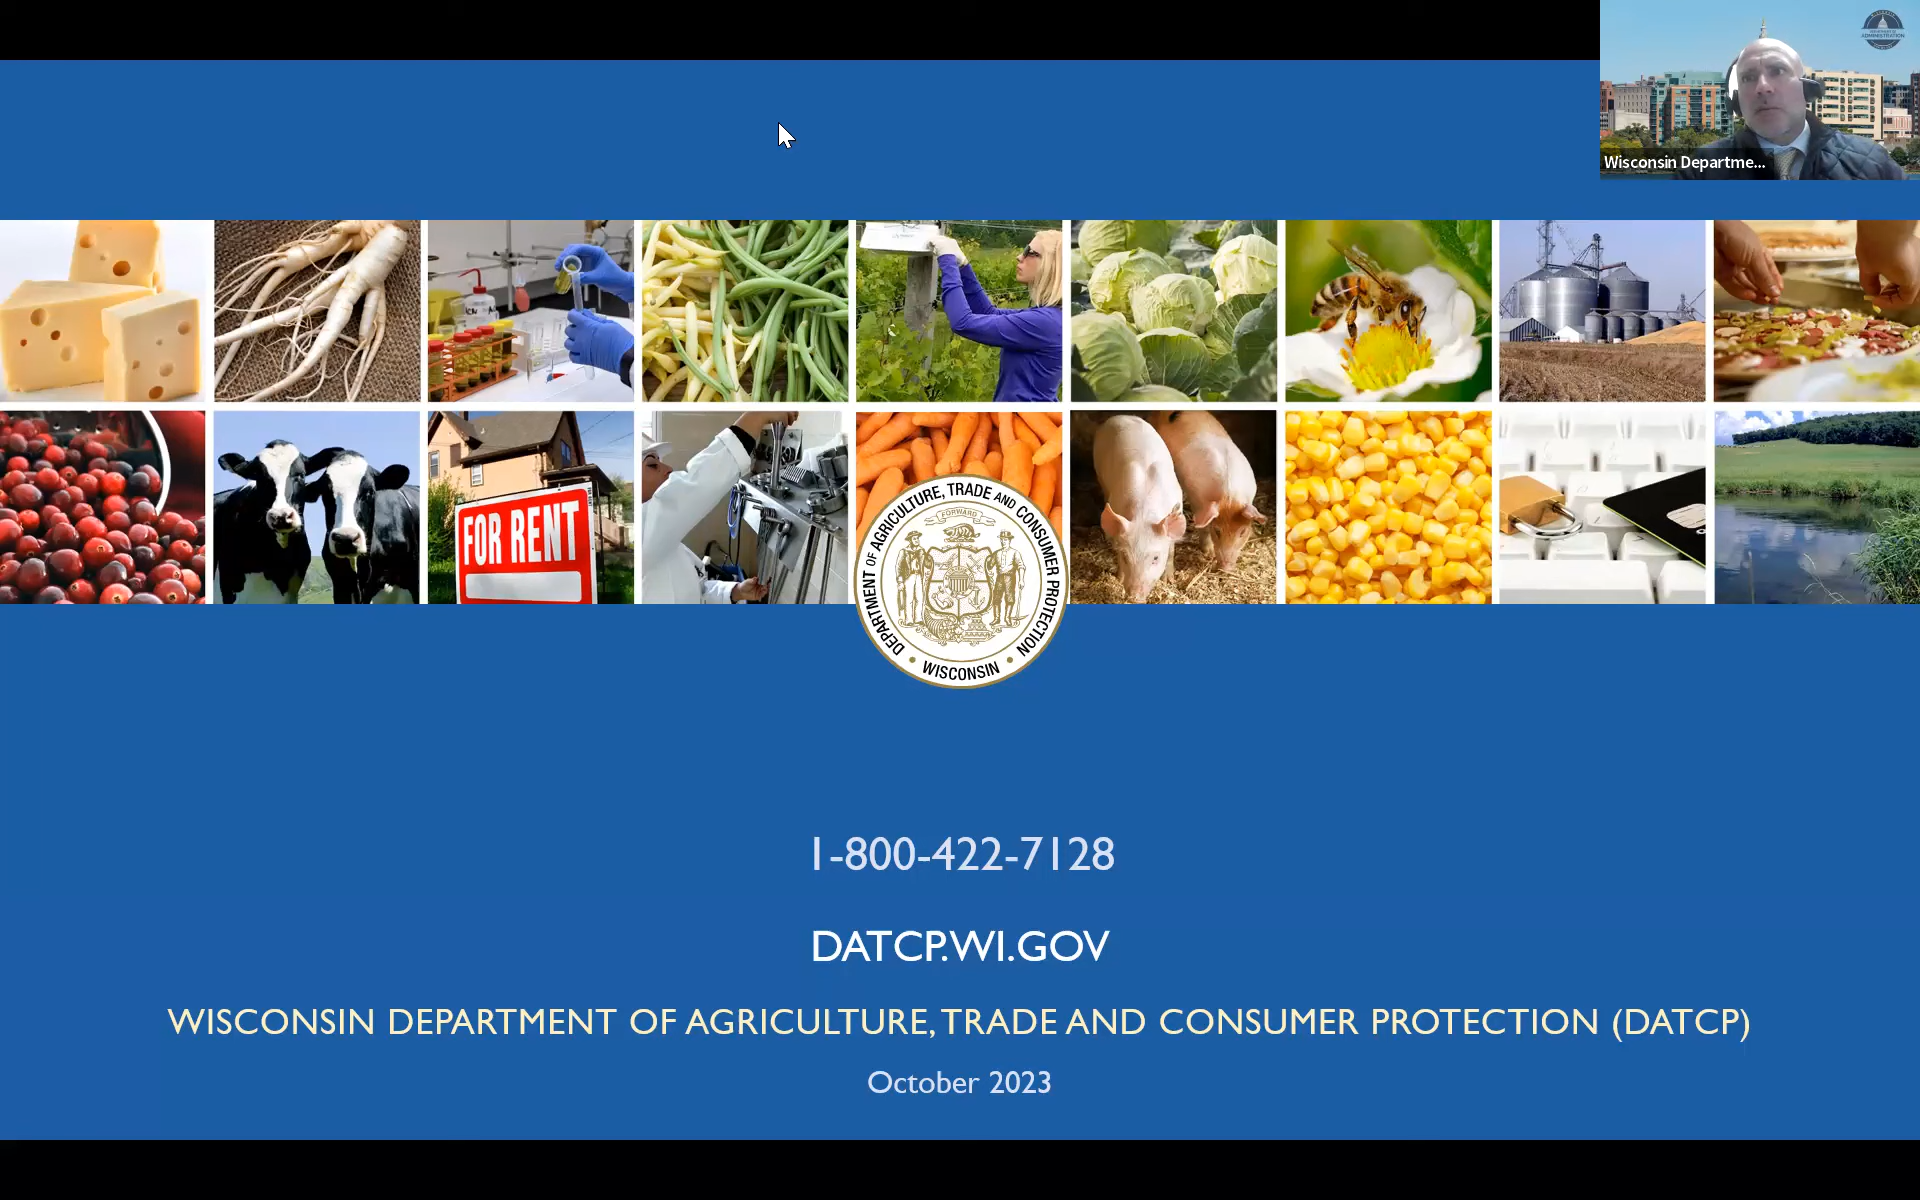 ADMINISTRATION
Wisconsin Departme...
FOR RENT
DEPARTMENT OF AGRICULTURE, TRADE AND CONSUMER PROTECTION
FORWARD
• WISCONSIN •
1-800-422-7128
DATCP.WI.GOV
WISCONSIN DEPARTMENT OF AGRICULTURE, TRADE AND CONSUMER PROTECTION (DATCP)
October 2023